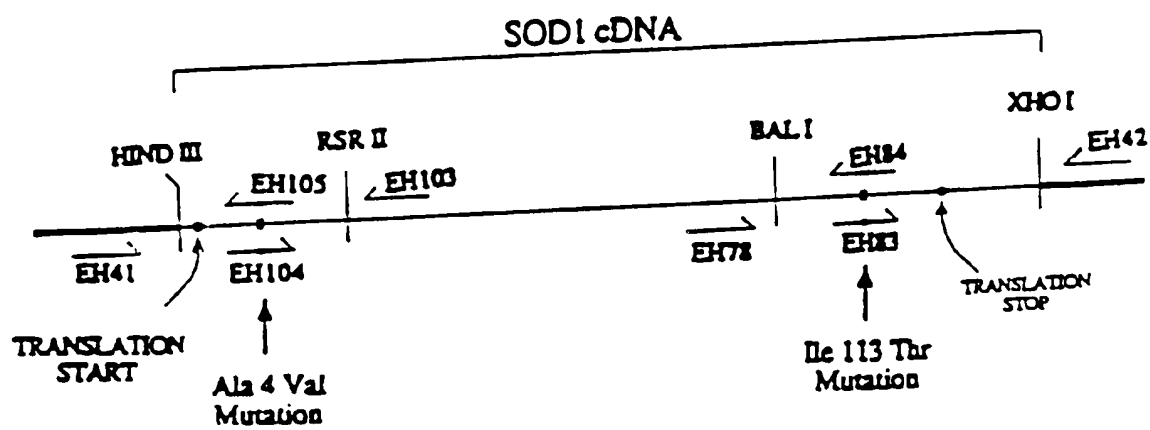 SOD1 cDNA
XHO I
BAL I
RSR II
HIND III
EH42
EH84
EH105
EH103
EH41
EH104
EH78
EH83
TRANSLATION
START
Ala 4 Val
Mutation
Ile 113 Thr
Mutation
TRANSLATION
STOP